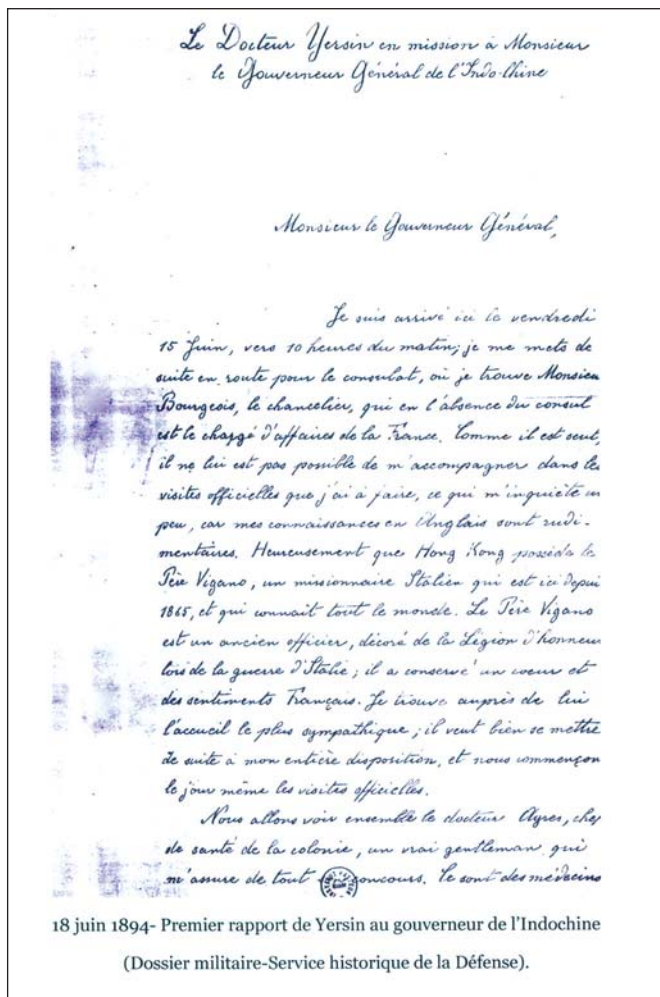 Le Docteur Yersin en mission à Monsieur
le Gouverneur Général de l'Indo-Chine
Monsieur le Gouverneur Général,
Je suis arrivé ici le vendredi
15 Juin, vers 10 heures du matin; je me mets de
suite en route pour le consulat, où je trouve Monsieu
Bourgeois, le chancelier, qui en l'absence du consul
est le chargé d'affaires de la France. Comme il est seul,
il ne lui est pas possible de m'accompagner dans les
visites officielles que j'ai à faire, ce qui m'inquiète un
peu, car mes connaissances en Anglais sont rudi-
mentaires. Heureusement que Hong Kong possède le
Père Vigano, un missionnaire Italien qui est ici depui
1865, et qui connait tout le monde. Le Père Vigano
est un ancien officier, décoré de la Légion d'honneur
lors de la guerre d'Italie; il a conservé un coeur et
des sentiments Français. Je trouve auprès de lui
l'accueil le plus sympathique; il veut bien se mettre
de suite à mon entière disposition, et nous commençon
le jour même les visites officielles.
Nous allons voir ensemble le docteur Ayres, chef
de santé de la colonie, un vrai gentleman qui
m'assure de tout concours. Ce sont des médecins
18 juin 1894- Premier rapport de Yersin au gouverneur de l'Indochine
(Dossier militaire-Service historique de la Défense).